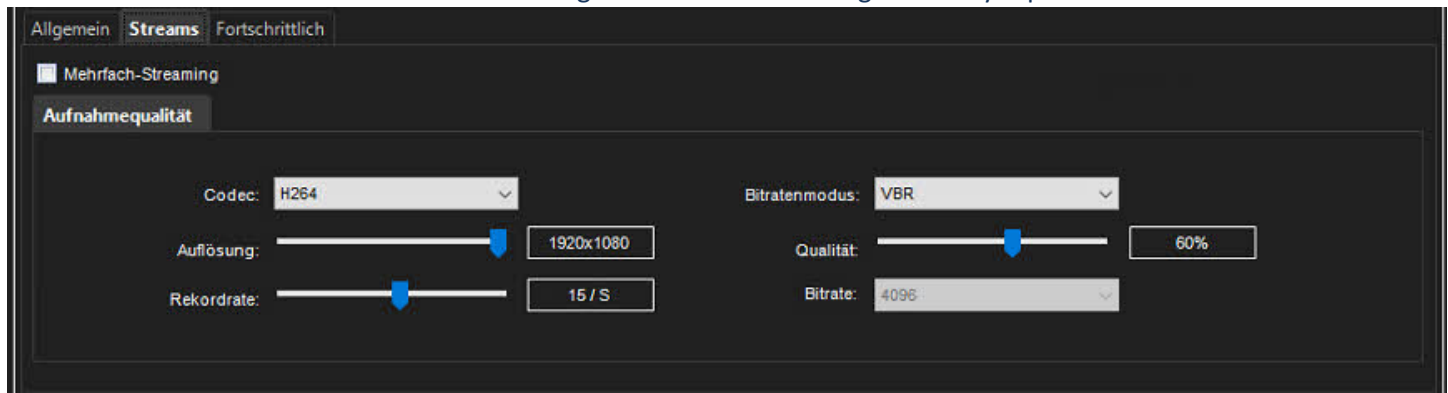 Allgemein Streams Fortschrittlich
Mehrfach-Streaming
Aufnahmequalität
Codec: H264 Bitratenmodus: VBR
Auflösung: 1920x1080 Qualität: 60%
Rekordrate: 15 / S Bitrate: 4096